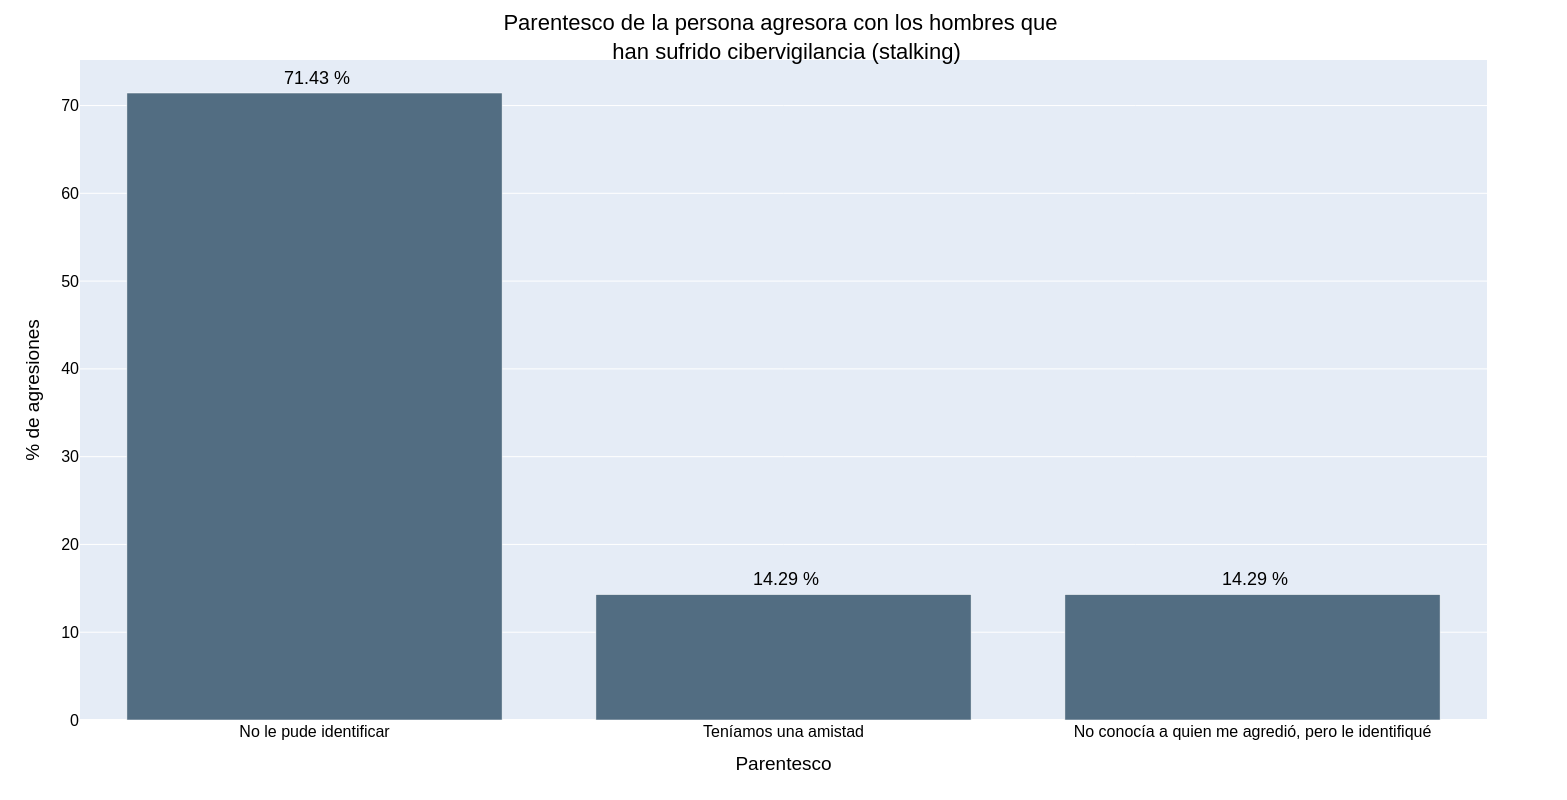 Parentesco de la persona agresora con los hombres que
han sufrido cibervigilancia (stalking)
71.43 %
14.29 %
14.29 %
70
60
50
40
30
20
10
0
% de agresiones
No le pude identificar
Teníamos una amistad
No conocía a quien me agredió, pero le identifiqué
Parentesco